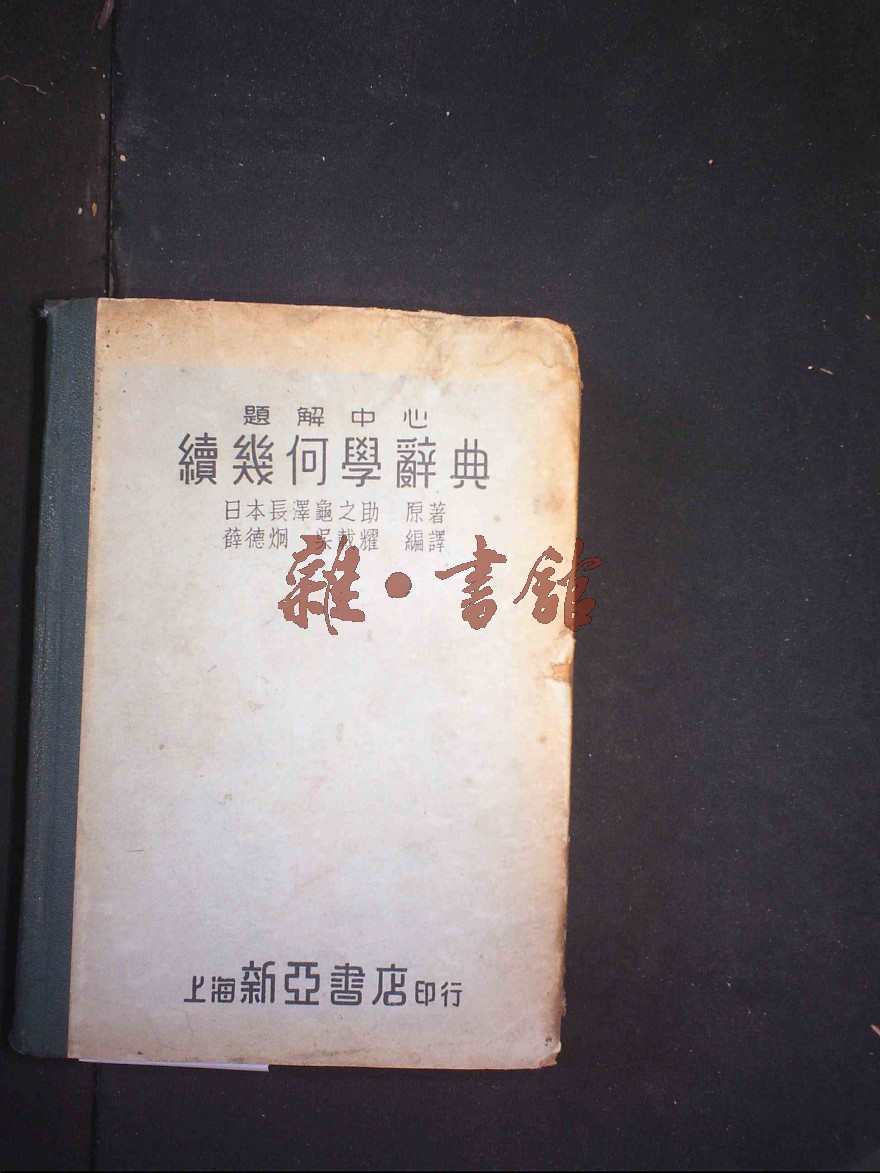 題解中心
續幾何學辭典
日本長澤龜之助 原著
薛德炯 吳載耀 編譯
雜·書館
上海新亞書店印行